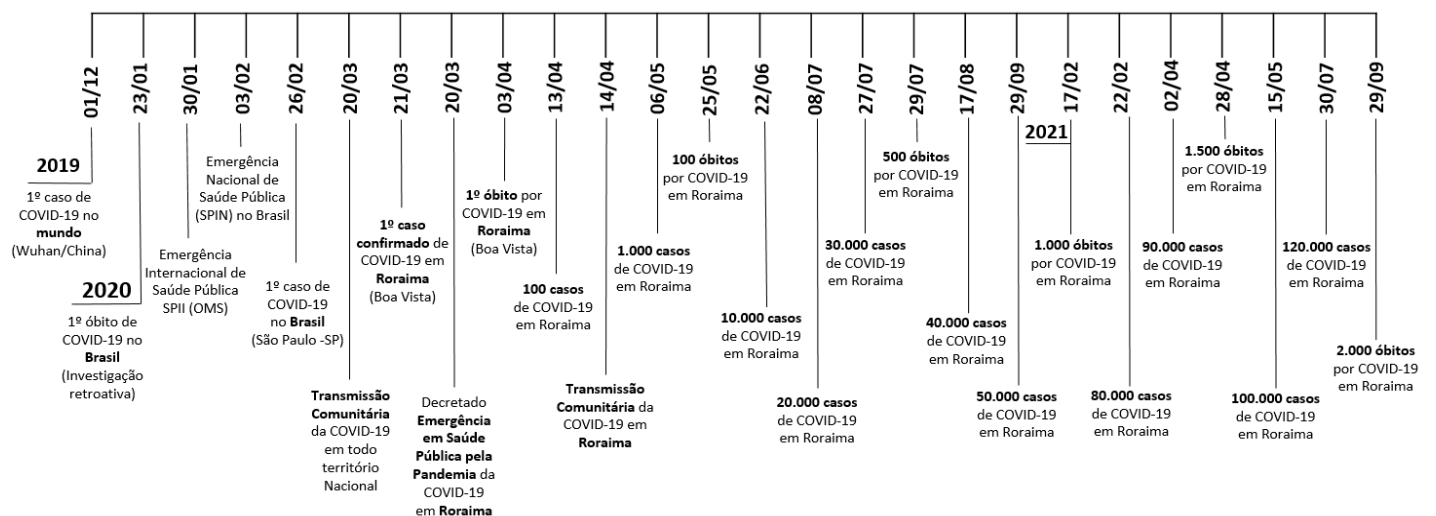 01/12
23/01
30/01
03/02
26/02
20/03
21/03
20/03
03/04
13/04
14/04
06/05
25/05
22/06
08/07
27/07
29/07
17/08
29/09
17/02
22/02
02/04
28/04
15/05
30/07
29/09
2019
1º caso de
COVID-19 no
mundo
(Wuhan/China)
2020
1º óbito de
COVID-19 no
Brasil
(Investigação
retroativa)
Emergência
Internacional de
Saúde Pública
SPII (OMS)
Emergência
Nacional de
Saúde Pública
(SPIN) no Brasil
1º caso de
COVID-19
no Brasil
(São Paulo -SP)
Transmissão
Comunitária
da COVID-19
em todo
território
Nacional
1º caso
confirmado de
COVID-19 em
Roraima
(Boa Vista)
Decretado
Emergência
em Saúde
Pública pela
Pandemia da
COVID-19
em Roraima
1º óbito por
COVID-19 em
Roraima
(Boa Vista)
100 casos
de COVID-19
em Roraima
Transmissão
Comunitária da
COVID-19 em
Roraima
1.000 casos
de COVID-19
em Roraima
100 óbitos
por COVID-19
em Roraima
10.000 casos
de COVID-19
em Roraima
20.000 casos
de COVID-19
em Roraima
30.000 casos
de COVID-19
em Roraima
500 óbitos
por COVID-19
em Roraima
40.000 casos
de COVID-19
em Roraima
50.000 casos
de COVID-19
em Roraima
2021
1.000 óbitos
por COVID-19
em Roraima
80.000 casos
de COVID-19
em Roraima
90.000 casos
de COVID-19
em Roraima
1.500 óbitos
por COVID-19
em Roraima
100.000 casos
de COVID-19
em Roraima
120.000 casos
de COVID-19
em Roraima
2.000 óbitos
por COVID-19
em Roraima